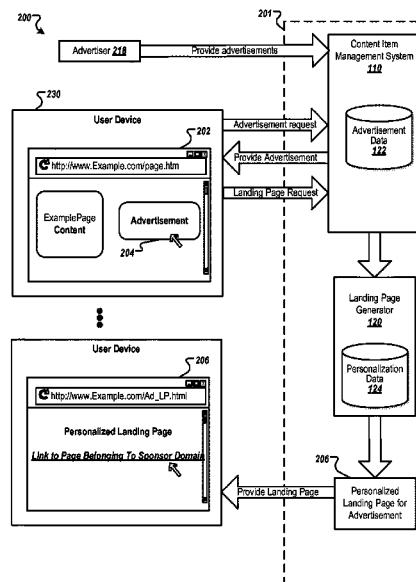 200
201
Advertiser 218
Provide advertisements
Content Item
Management System
110
Advertisement
Data
122
230
User Device
202
Advertisement request
Provide Advertisement
Landing Page Request
http://www.Example.com/page.htm
ExamplePage
Content
Advertisement
204
Landing Page
Generator
120
Personalization
Data
124
User Device
206
http://www.Example.com/Ad_LP.html
Personalized Landing Page
Link to Page Belonging To Sponsor Domain
Provide Landing Page
206
Personalized
Landing Page for
Advertisement